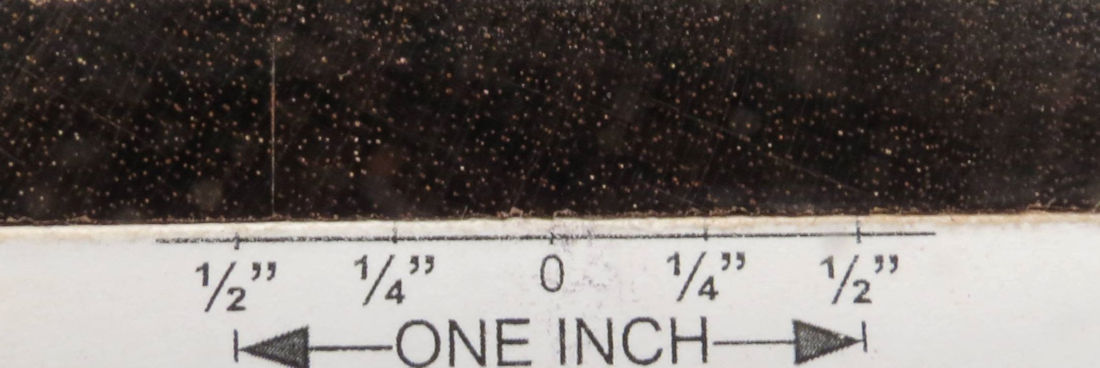 1/2” 1/4” 0 1/4” 1/2”
ONE INCH